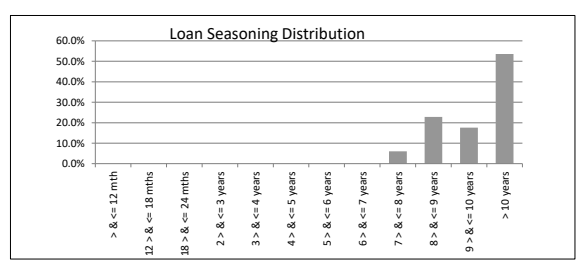 Loan Seasoning Distribution
60.0%
50.0%
40.0%
30.0%
20.0%
10.0%
0.0%
> & <= 12 mth
12 > & <= 18 mths
18 > & <= 24 mths
2 > & <= 3 years
3 > & <= 4 years
4 > & <= 5 years
5 > & <= 6 years
6 > & <= 7 years
7 > & <= 8 years
8 > & <= 9 years
9 > & <= 10 years
> 10 years